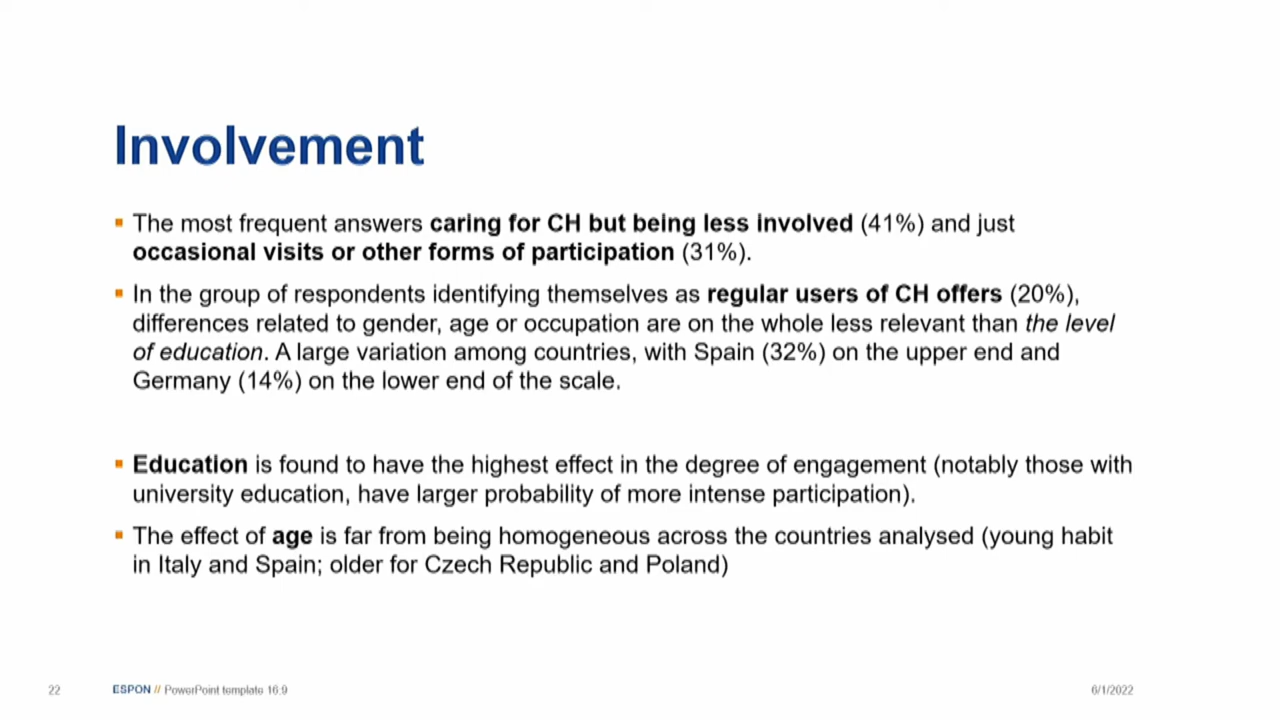 Involvement
The most frequent answers caring for CH but being less involved (41%) and just
occasional visits or other forms of participation (31%).
In the group of respondents identifying themselves as regular users of CH offers (20%),
differences related to gender, age or occupation are on the whole less relevant than the level
of education. A large variation among countries, with Spain (32%) on the upper end and
Germany (14%) on the lower end of the scale.
Education is found to have the highest effect in the degree of engagement (notably those with
university education, have larger probability of more intense participation).
The effect of age is far from being homogeneous across the countries analysed (young habit
in Italy and Spain; older for Czech Republic and Poland)
22 ESPON // PowerPoint template 16:9 6/1/2022